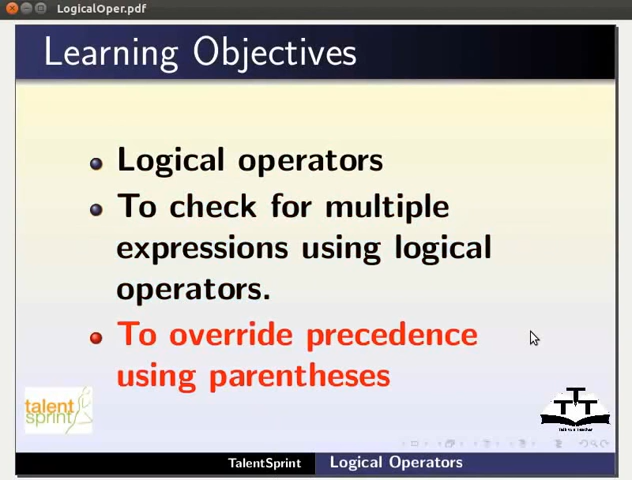 LogicalOper.pdf
Learning Objectives
Logical operators
To check for multiple
expressions using logical
operators.
To override precedence
using parentheses
talent
sprint
TTT
TalentSprint
Logical Operators